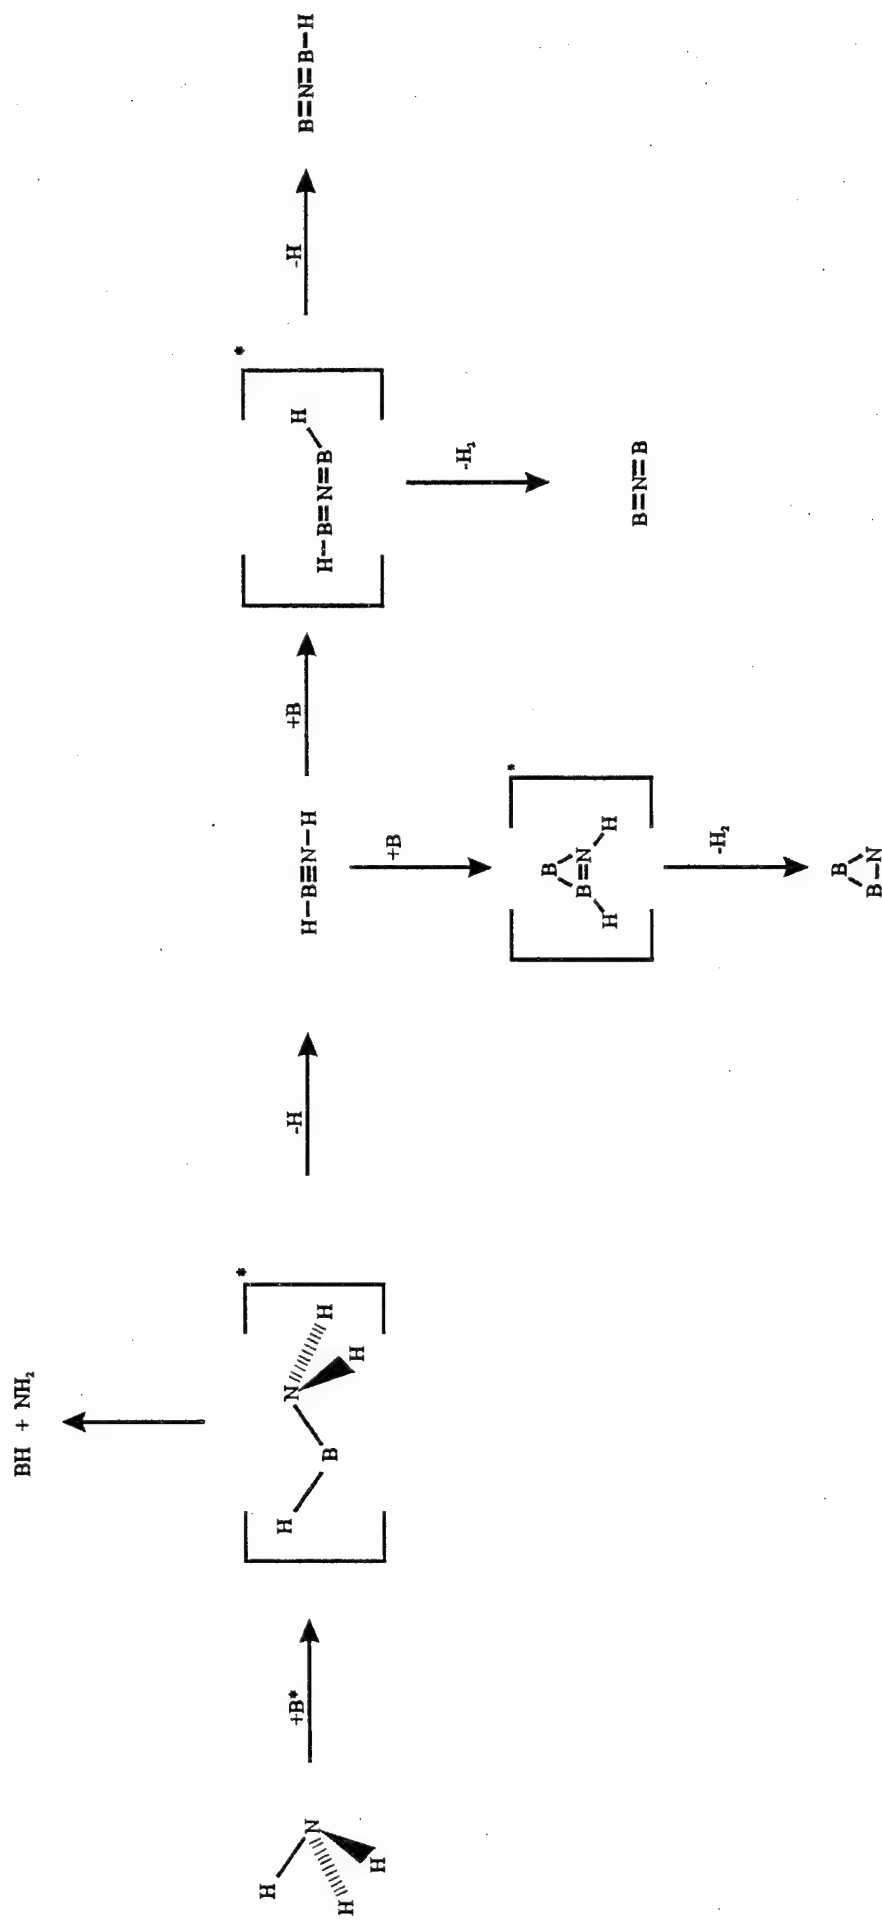 BH + NH₂
H N H H
+B*
H B N H H *
-H
H−B≡N−H
+B
H−B=N=B H *
-H
B=N=B−H
+B
-H₂
B
B=N
H H *
B=N=B
-H₂
B
B−N